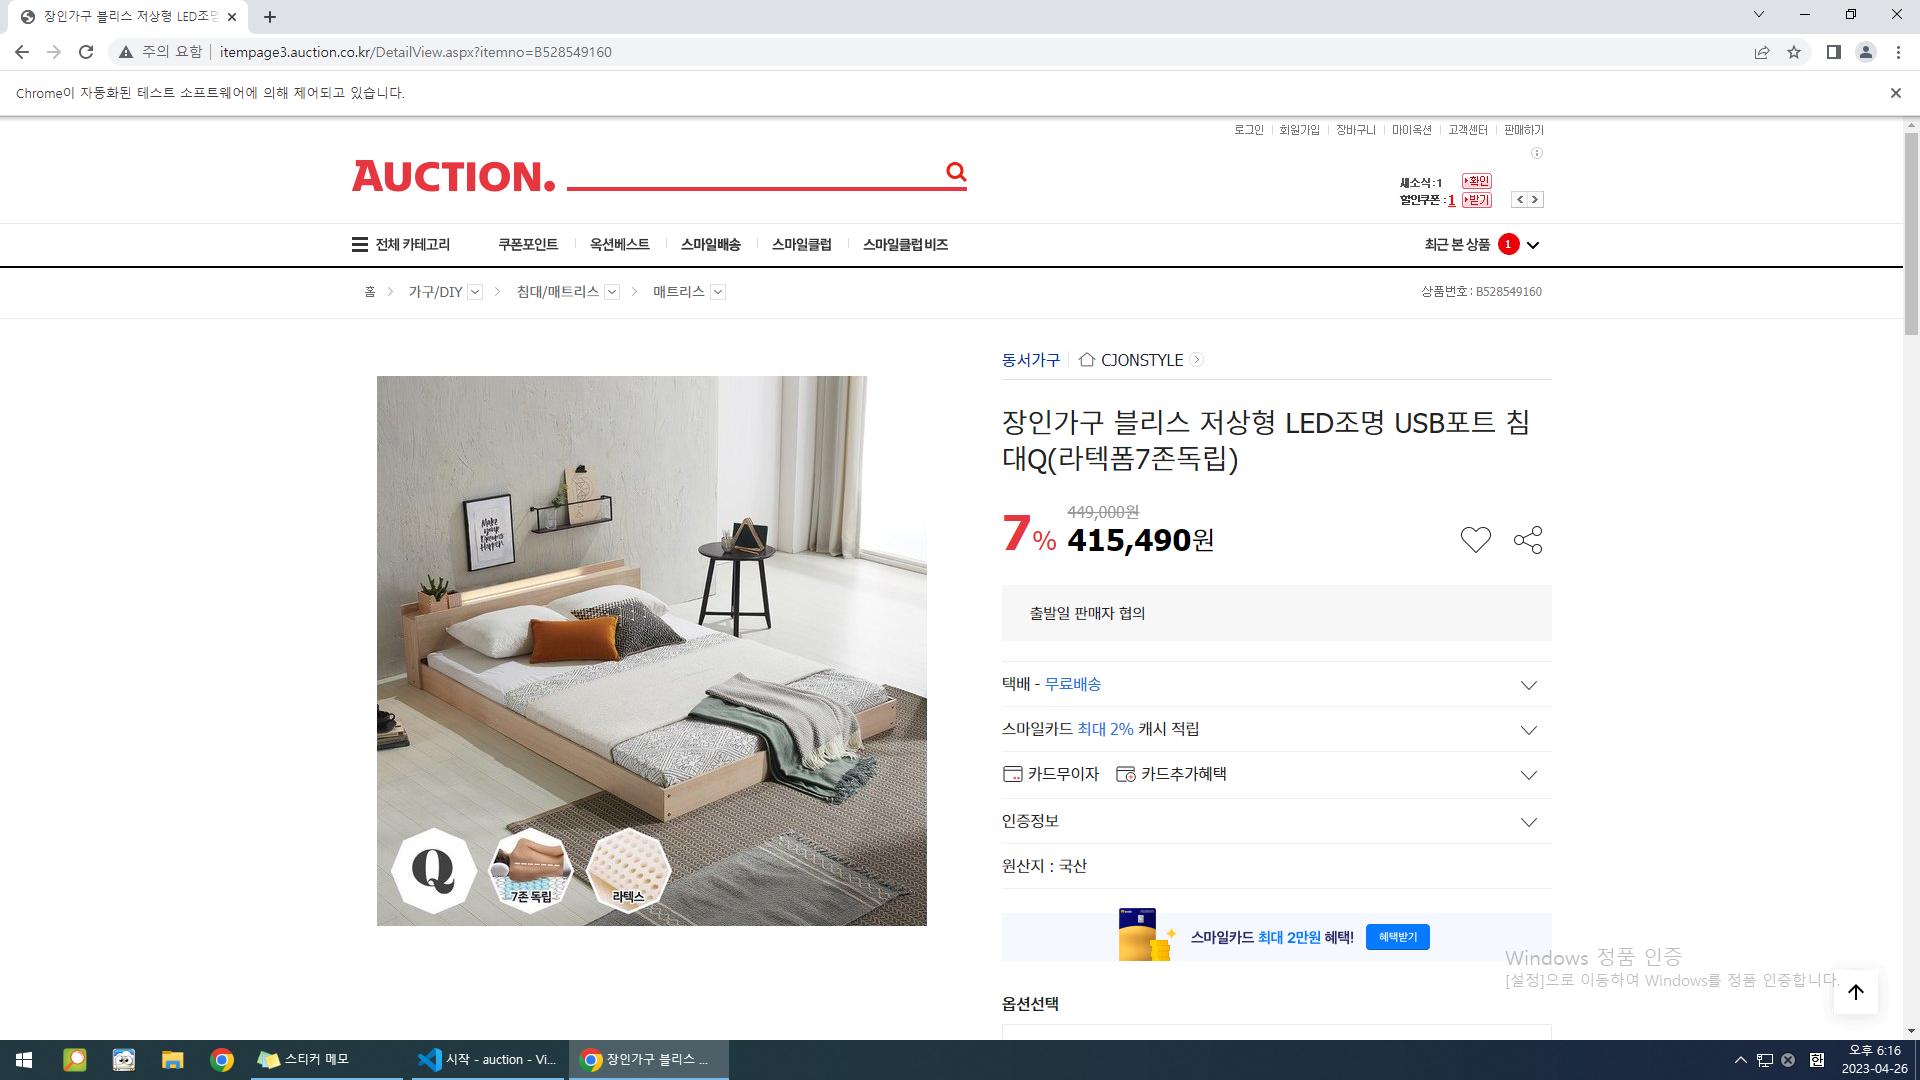 장인가구 블리스 저상형 LED조명
주의 요함
itempage3.auction.co.kr/DetailView.aspx?itemno=B528549160
Chrome이 자동화된 테스트 소프트웨어에 의해 제어되고 있습니다.
로그인 회원가입 장바구니 마이옥션 고객센터 판매하기
AUCTION.
새소식:1 확인
할인쿠폰 : 1 받기
전체 카테고리 쿠폰포인트 옥션베스트 스마일배송 스마일클럽 스마일클럽 비즈
최근 본 상품 1
홈 > 가구/DIY > 침대/매트리스 > 매트리스
상품번호 : B528549160
동서가구 CJONSTYLE
장인가구 블리스 저상형 LED조명 USB포트 침
대Q(라텍폼7존독립)
449,000원
7% 415,490원
출발일 판매자 협의
택배 - 무료배송
스마일카드 최대 2% 캐시 적립
카드무이자 카드추가혜택
인증정보
원산지 : 국산
make
your
Dreams
Happen
Q
7존 독립
라텍스
스마일카드 최대 2만원 혜택! 혜택받기
옵션선택
Windows 정품 인증
[설정]으로 이동하여 Windows를 정품 인증합니다.
스티커 메모
시작 - auction - Vi...
장인가구 블리스 ...
한
오후 6:16
2023-04-26